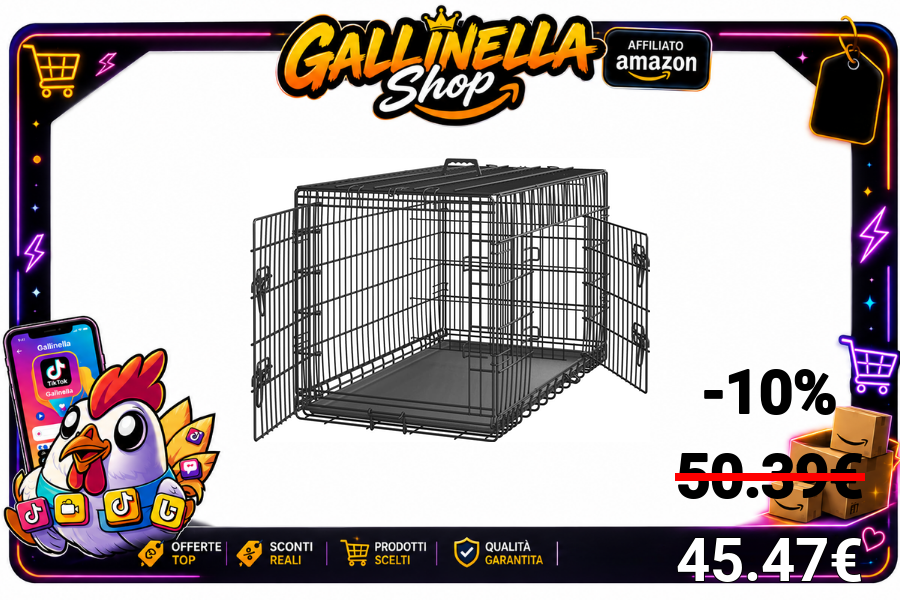 GALLINELLA
Shop
AFFILIATO
amazon
Gallinella
TikTok
Gallinella
-10%
50.39€
45.47€
OFFERTE
TOP
SCONTI
REALI
PRODOTTI
SCELTI
QUALITÀ
GARANTITA